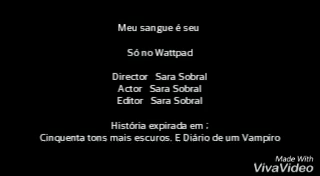 Meu sangue é seu
Só no Wattpad
Director Sara Sobral
Actor Sara Sobral
Editor Sara Sobral
História expirada em ;
Cinquenta tons mais escuros. E Diário de um Vampiro
Made With
VivaVideo